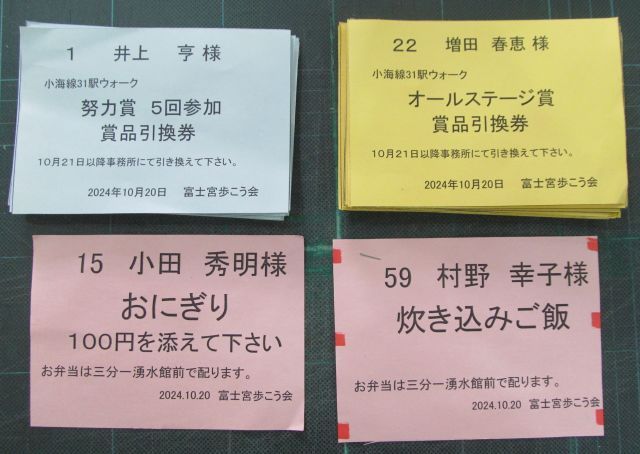 1　井上　亨 様
小海線31駅ウォーク
努力賞 ５回参加
賞品引換券
10月21日以降事務所にて引き換えて下さい。
2024年10月20日　富士宮歩こう会
22　増田 春恵 様
小海線31駅ウォーク
オールステージ賞
賞品引換券
10月21日以降事務所にて引き換えて下さい。
2024年10月20日　富士宮歩こう会
15　小田　秀明様
おにぎり
１００円を添えて下さい
お弁当は三分一湧水館前で配ります。
2024.10.20　富士宮歩こう会
59　村野　幸子様
炊き込みご飯
お弁当は三分一湧水館前で配ります。
2024.10.20　富士宮歩こう会